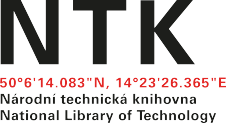 NTK
50°6'14.083"N, 14°23'26.365"E
Národní technická knihovna
National Library of Technology